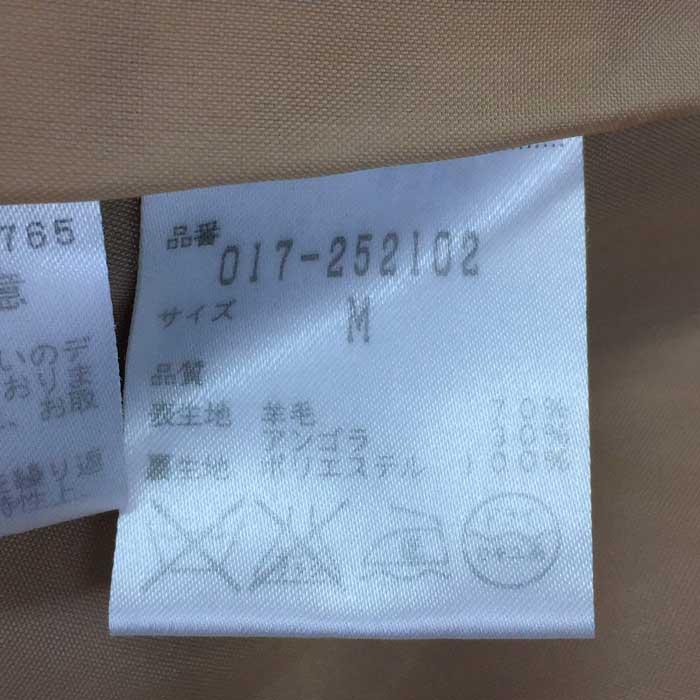 765
意
いのデ
おりま
、お取
を繰り返
特性上
品番
017-252102
サイズ
M
品質
表生地 羊毛 70%
アンゴラ 30%
裏生地 ポリエステル 100%